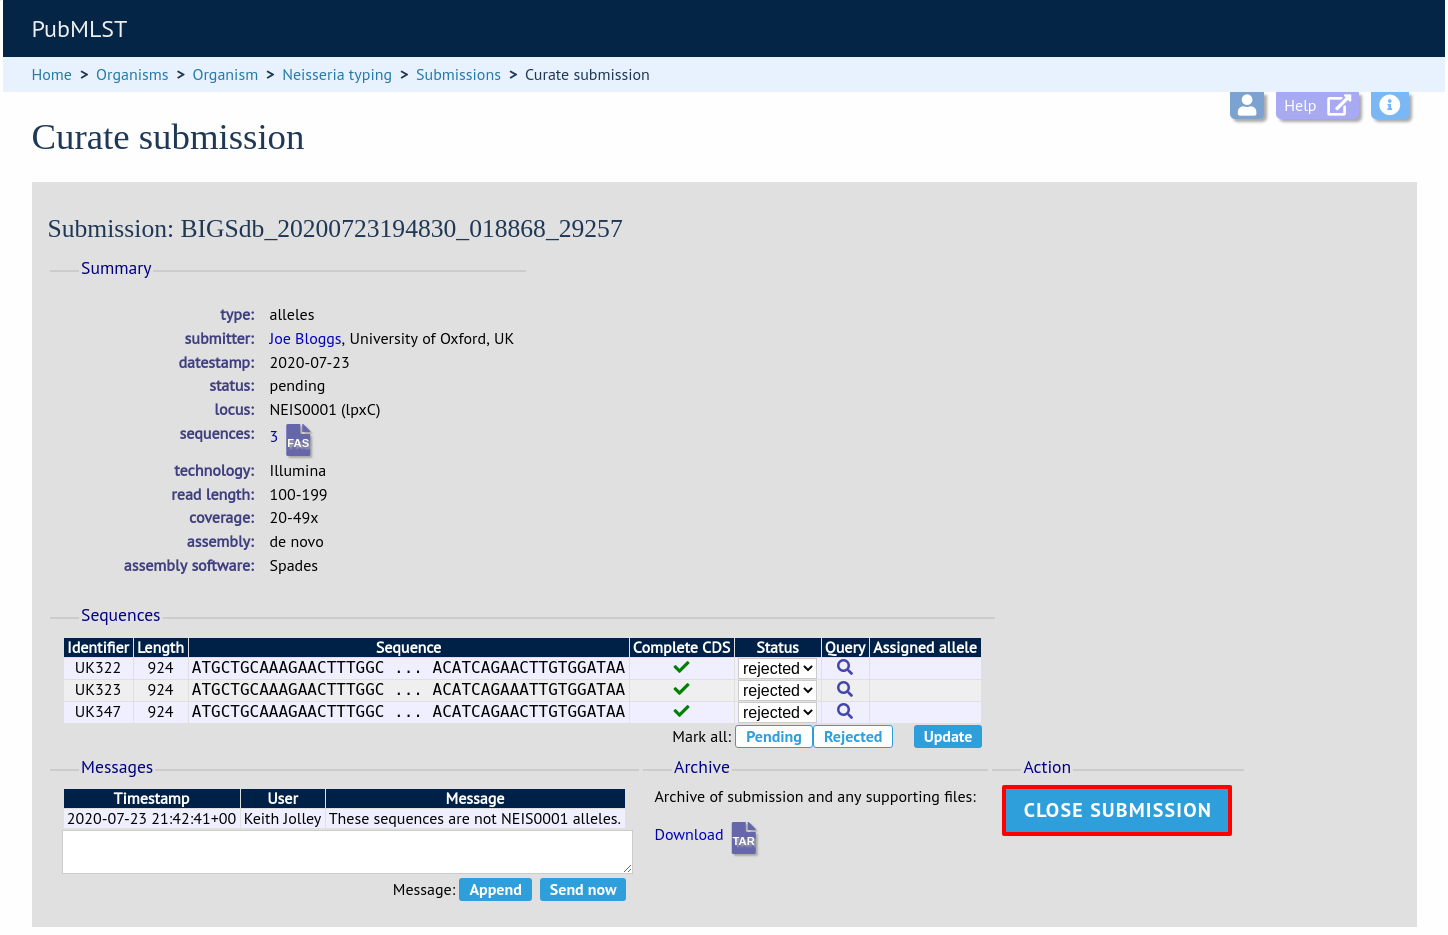 PubMLST
Home > Organisms > Organism > Neisseria typing > Submissions > Curate submission
Help
Curate submission
Submission: BIGSdb_20200723194830_018868_29257
Summary
type: alleles
submitter: Joe Bloggs, University of Oxford, UK
datestamp: 2020-07-23
status: pending
locus: NEIS0001 (lpxC)
sequences: 3 FAS
technology: Illumina
read length: 100-199
coverage: 20-49x
assembly: de novo
assembly software: Spades
Sequences
Identifier Length Sequence Complete CDS Status Query Assigned allele
UK322 924 ATGCTGCAAAGAACTTTGGC ... ACATCAGAACTTGTGGATAA rejected
UK323 924 ATGCTGCAAAGAACTTTGGC ... ACATCAGAAATTGTGGATAA rejected
UK347 924 ATGCTGCAAAGAACTTTGGC ... ACATCAGAACTTGTGGATAA rejected
Mark all: Pending Rejected Update
Messages
Timestamp User Message
2020-07-23 21:42:41+00 Keith Jolley These sequences are not NEIS0001 alleles.
Message: Append Send now
Archive
Archive of submission and any supporting files:
Download TAR
Action
CLOSE SUBMISSION